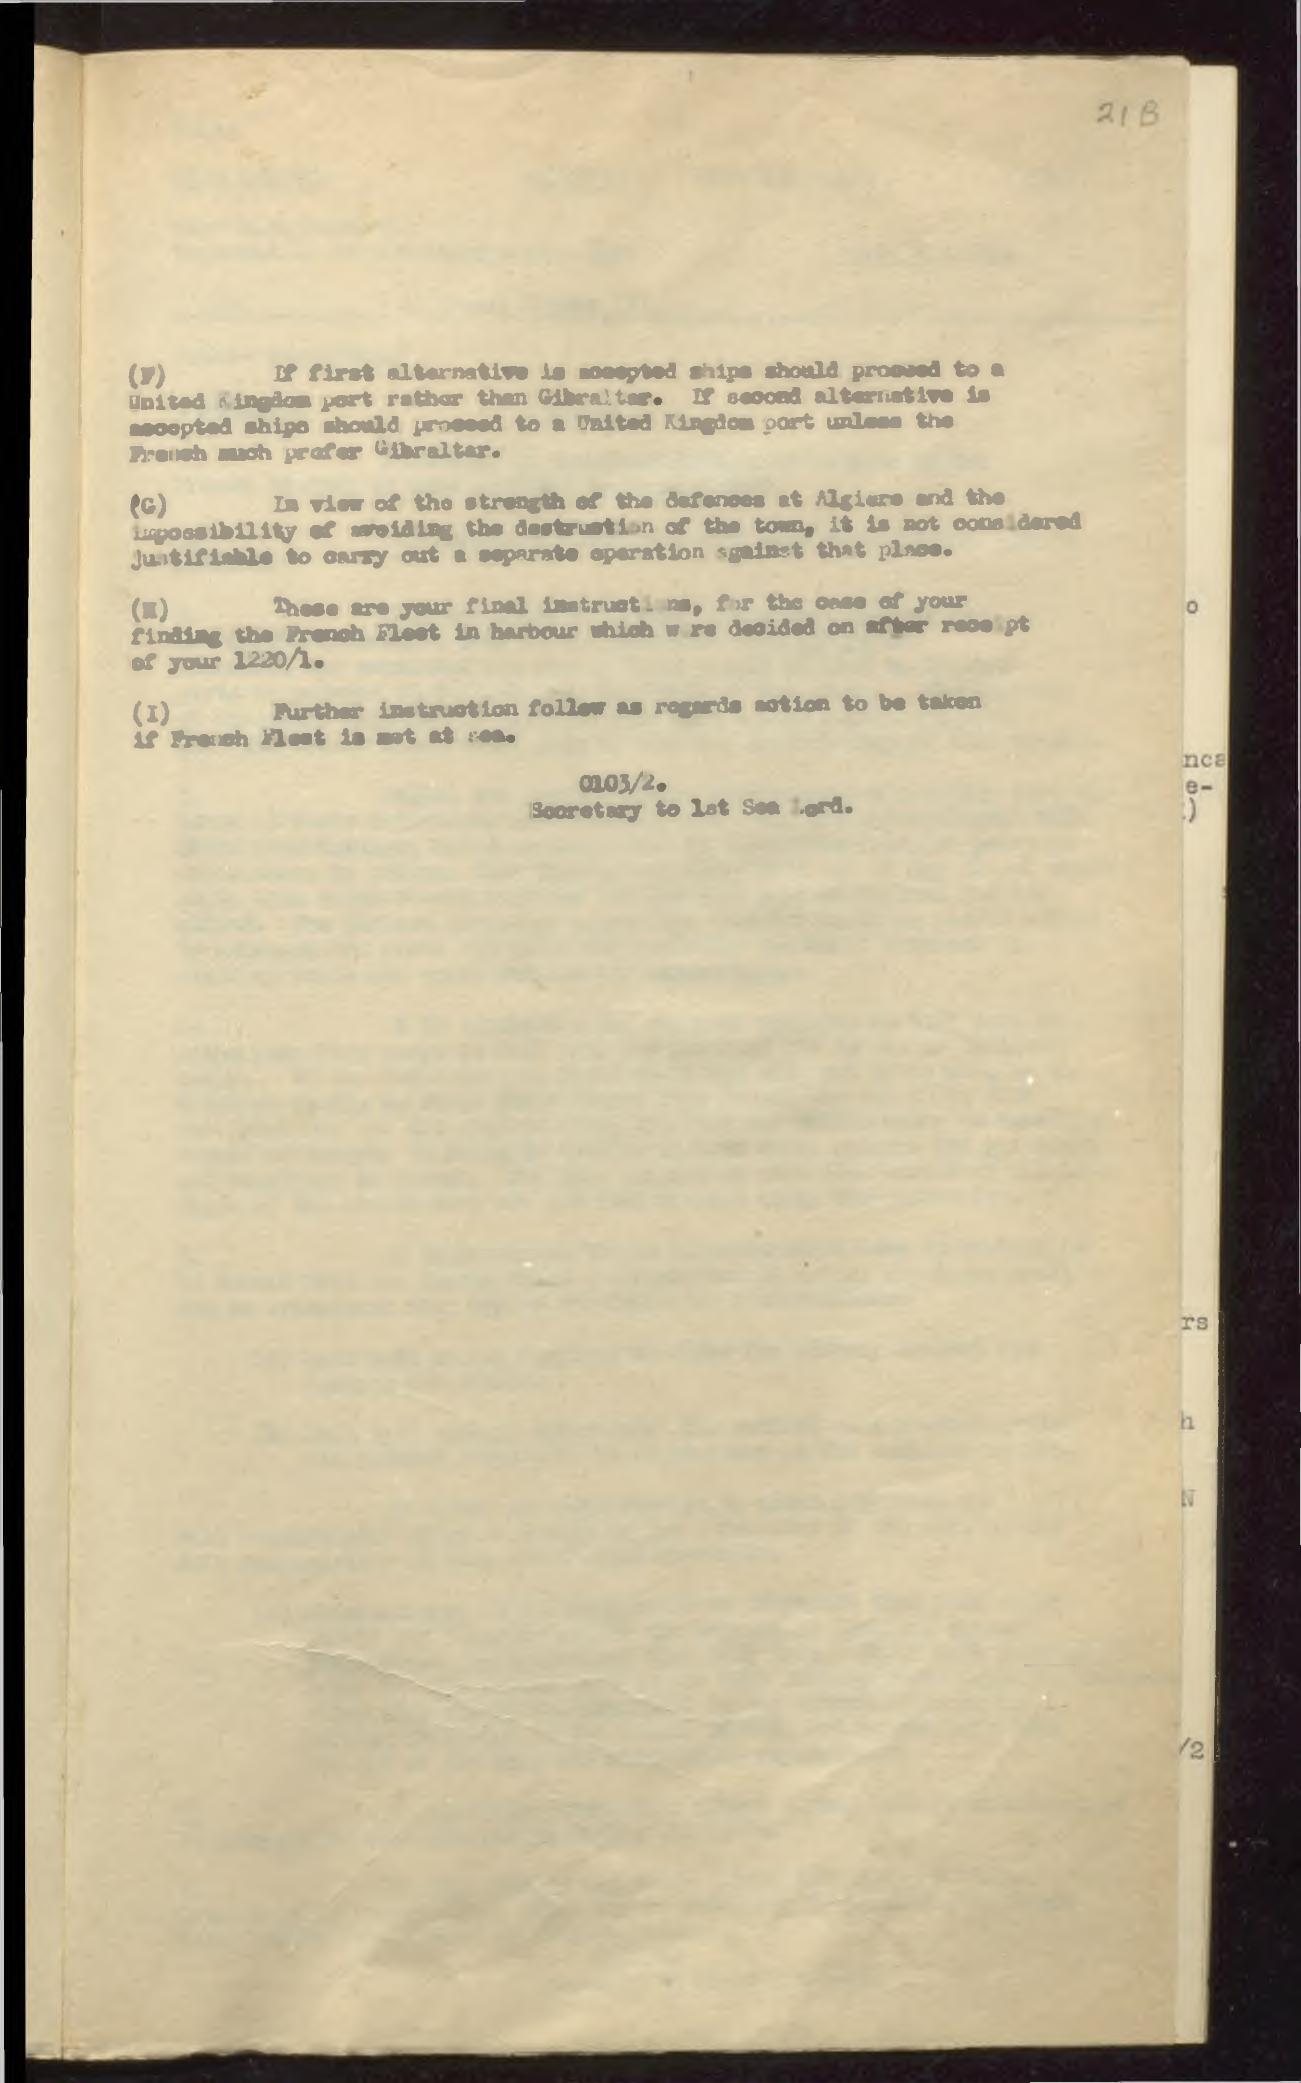 21B
(F) If first alternative is accepted ships should proceed to a
United Kingdom port rather than Gibraltar. If second alternative is
accepted ships should proceed to a United Kingdom port unless the
French much prefer Gibraltar.
(G) In view of the strength of the defences at Algiers and the
impossibility of avoiding the destruction of the town, it is not considered
justifiable to carry out a separate operation against that place.
(H) These are your final instructions, for the case of your
finding the French Fleet in harbour which were decided on after receipt
of your 1220/1.
(I) Further instruction follow as regards action to be taken
if French Fleet is met at sea.
0103/2.
Secretary to 1st Sea Lord.
o
nca
e-
)
rs
h
N
/2